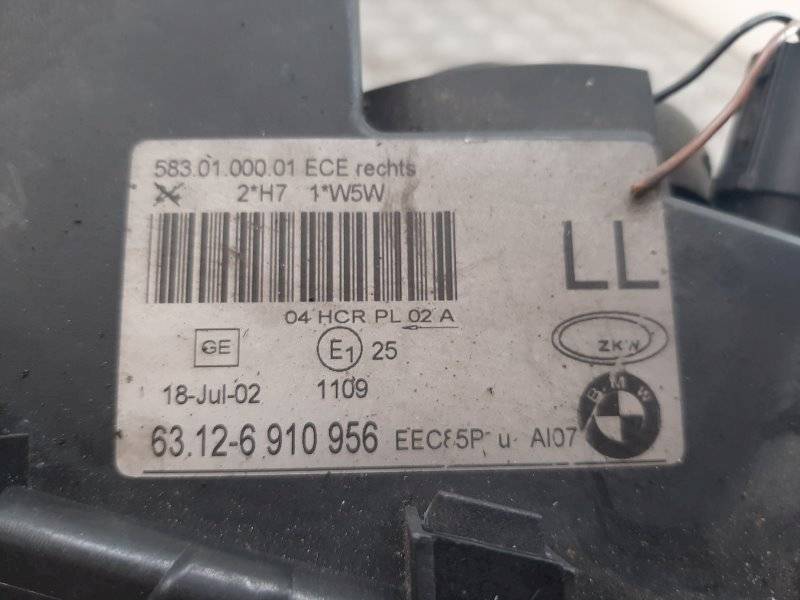 583.01.000.01 ECE rechts
2*H7 1*W5W
LL
04 HCR PL 02 A
GE
E1 25
ZKW
18-Jul-02
1109
BMW
63.12-6 910 956
AI07